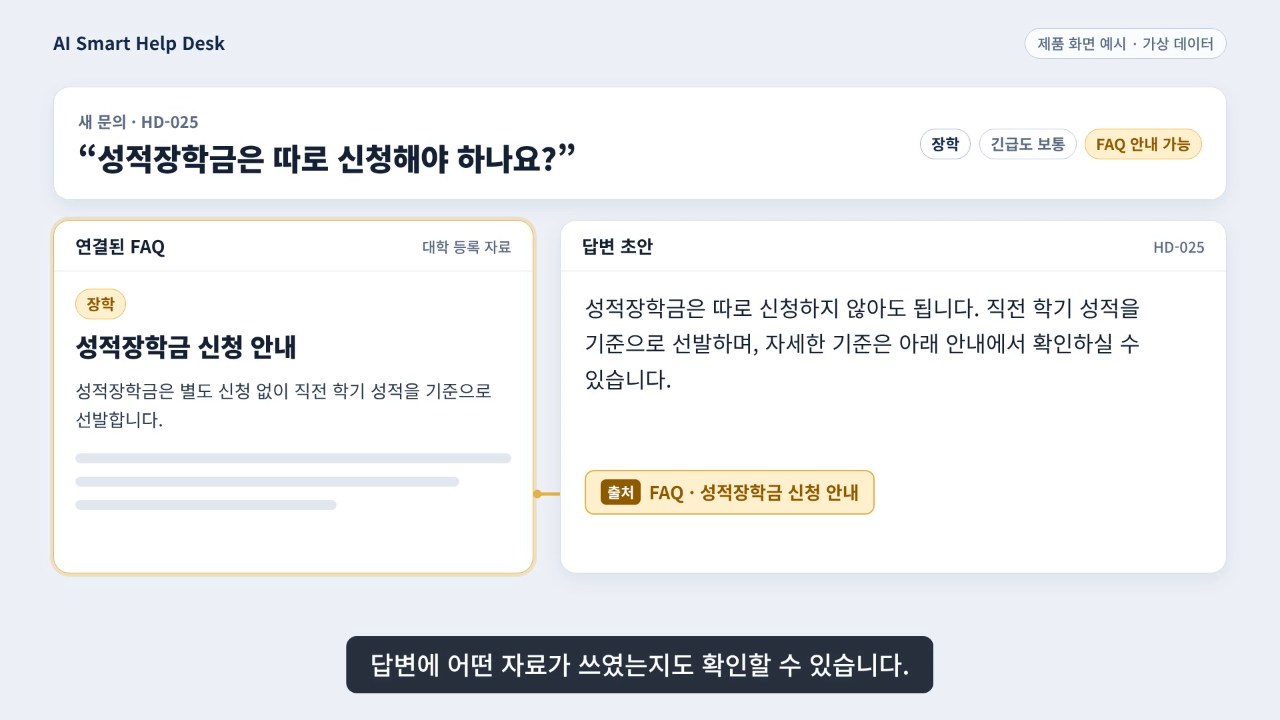 AI Smart Help Desk
제품 화면 예시 · 가상 데이터
새 문의 · HD-025
“성적장학금은 따로 신청해야 하나요?”
장학
긴급도 보통
FAQ 안내 가능
연결된 FAQ
대학 등록 자료
장학
성적장학금 신청 안내
성적장학금은 별도 신청 없이 직전 학기 성적을 기준으로
선발합니다.
답변 초안
HD-025
성적장학금은 따로 신청하지 않아도 됩니다. 직전 학기 성적을
기준으로 선발하며, 자세한 기준은 아래 안내에서 확인하실 수
있습니다.
출처 FAQ · 성적장학금 신청 안내
답변에 어떤 자료가 쓰였는지도 확인할 수 있습니다.